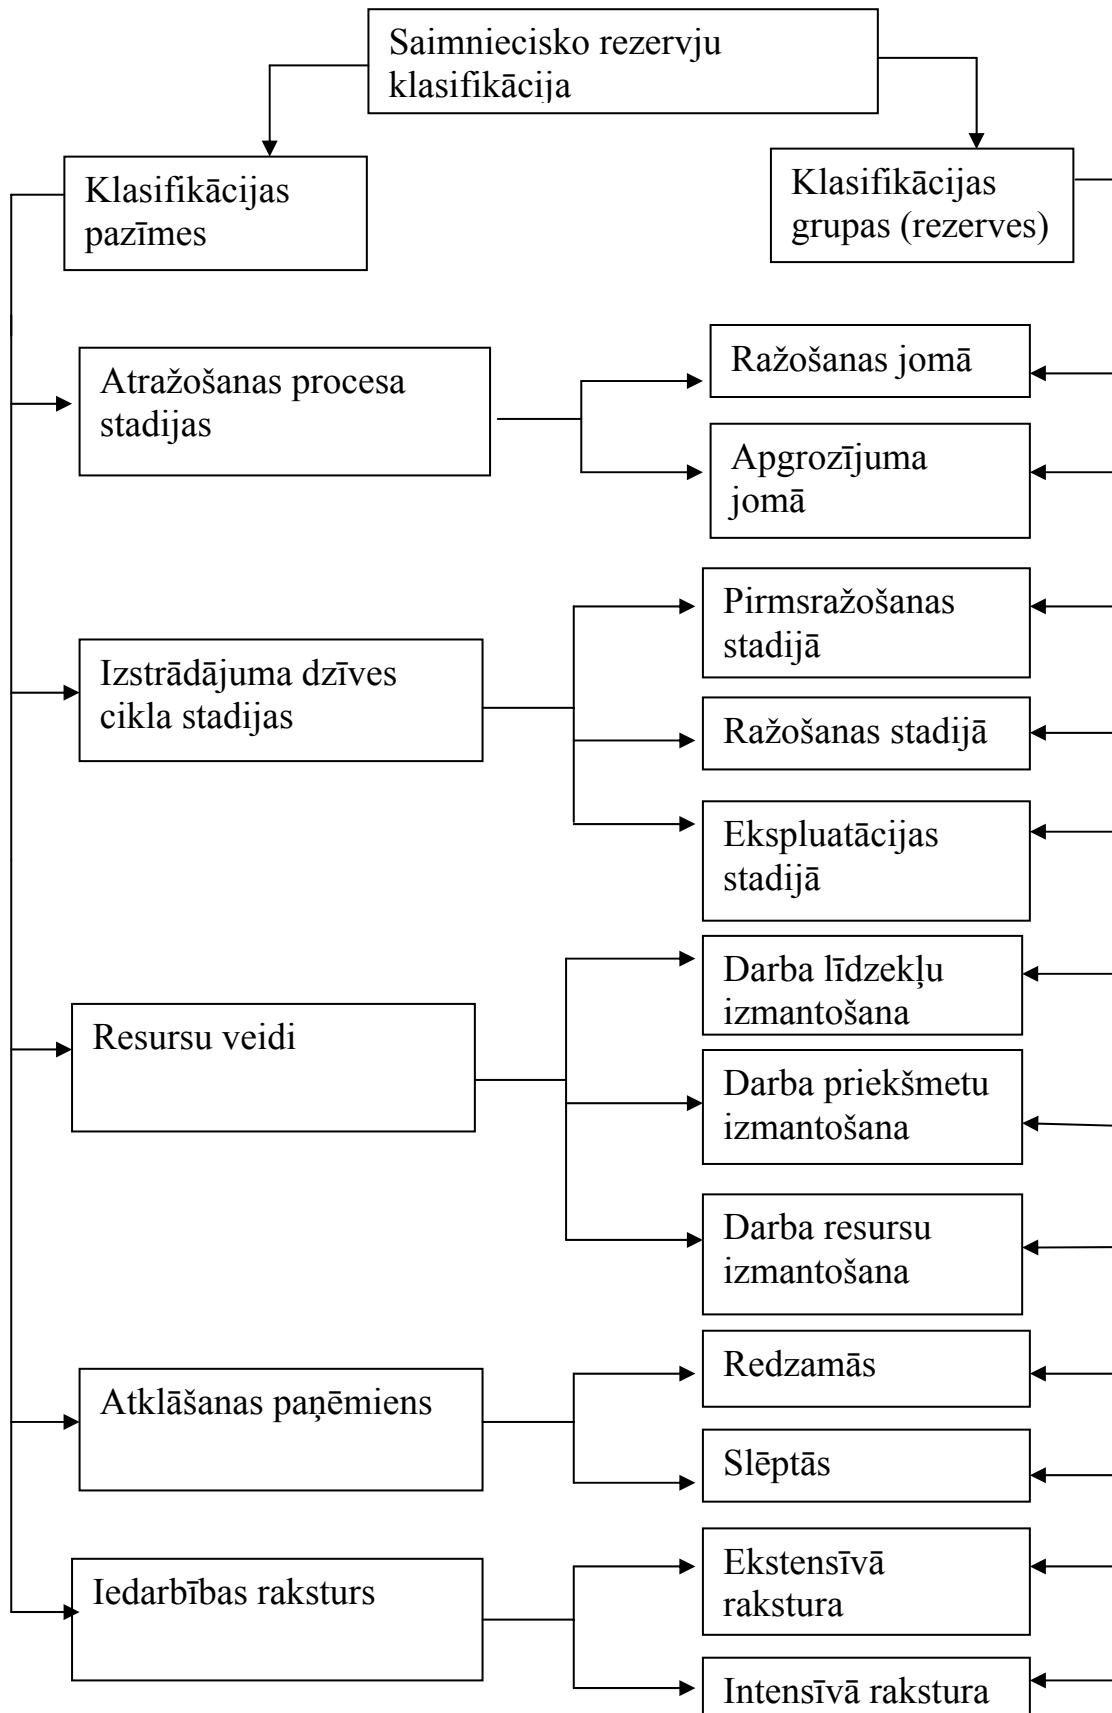 Saimniecisko rezervju
klasifikācija
Klasifikācijas
pazīmes
Klasifikācijas
grupas (rezerves)
Atražošanas procesa
stadijas
Ražošanas jomā
Apgrozījuma
jomā
Izstrādājuma dzīves
cikla stadijas
Pirmsražošanas
stadijā
Ražošanas stadijā
Ekspluatācijas
stadijā
Resursu veidi
Darba līdzekļu
izmantošana
Darba priekšmetu
izmantošana
Darba resursu
izmantošana
Atklāšanas paņēmiens
Redzamās
Slēptās
Iedarbības raksturs
Ekstensīvā
rakstura
Intensīvā rakstura